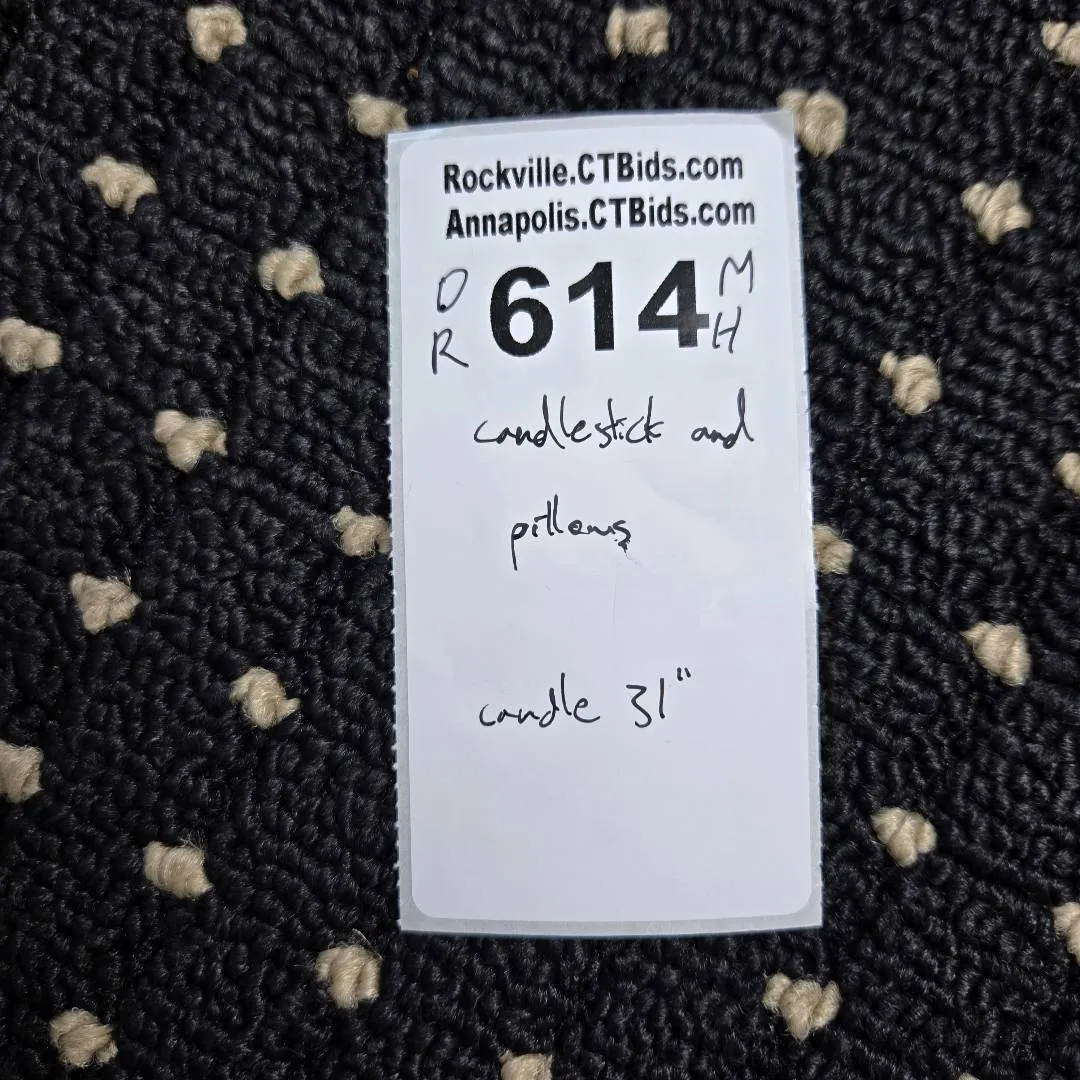 Rockville.CTBids.com
Annapolis.CTBids.com
O 614 M
R H
candlestick and
pillows
candle 31"